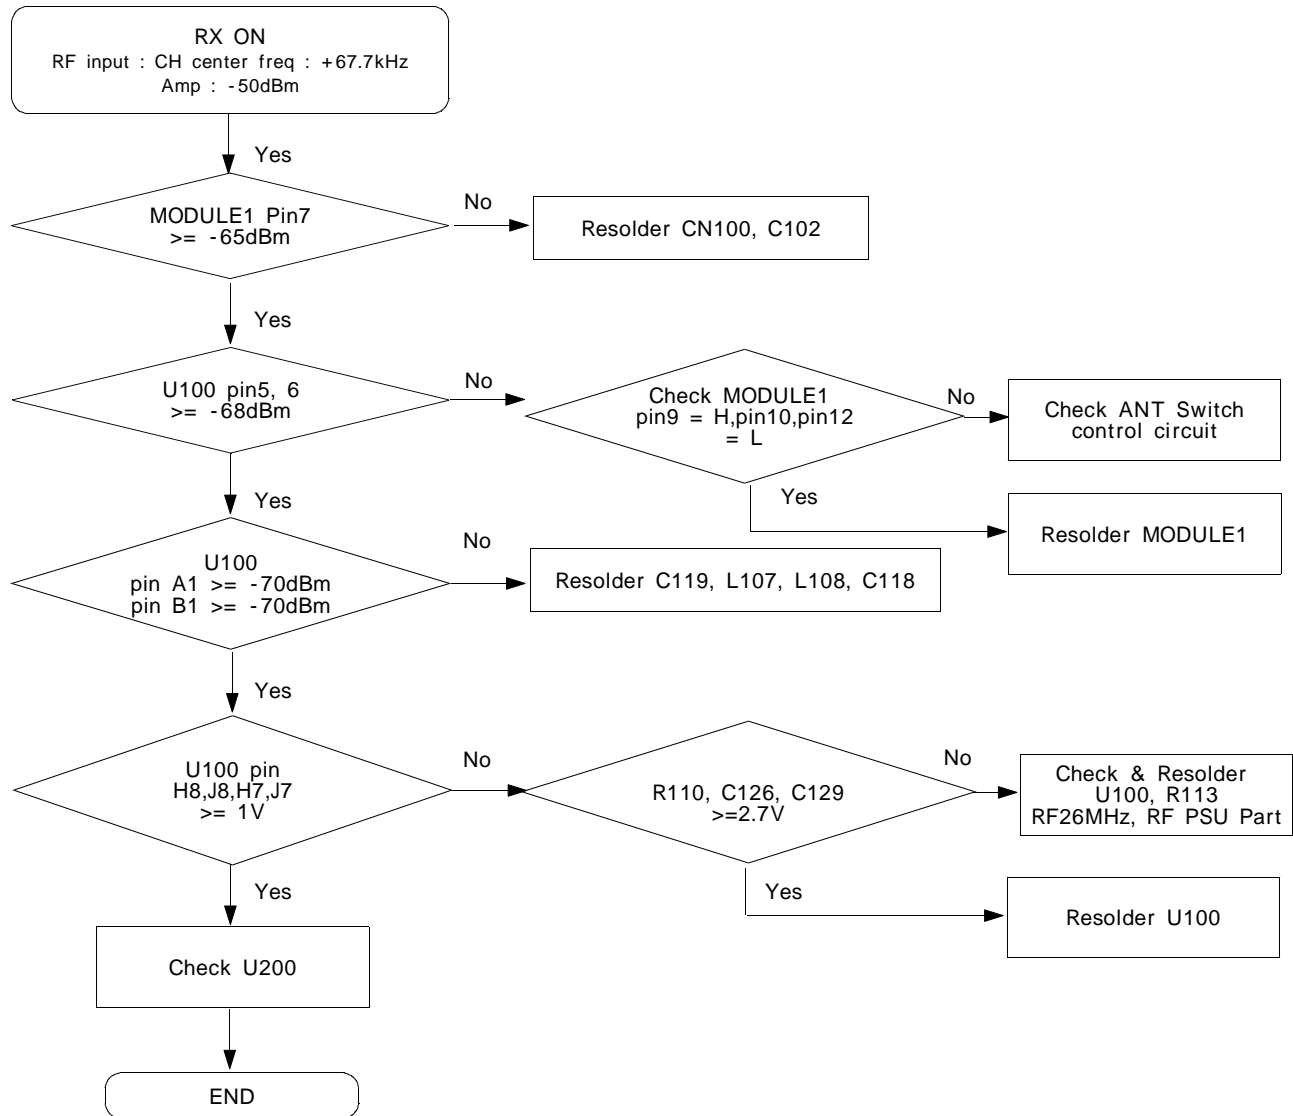 RX ON
RF input : CH center freq : +67.7kHz
Amp : -50dBm
Yes
MODULE1 Pin7
>= -65dBm
No
Resolder CN100, C102
Yes
U100 pin5, 6
>= -68dBm
No
Check MODULE1
pin9 = H,pin10,pin12
= L
No
Check ANT Switch
control circuit
Yes
Resolder MODULE1
Yes
U100
pin A1 >= -70dBm
pin B1 >= -70dBm
No
Resolder C119, L107, L108, C118
Yes
U100 pin
H8,J8,H7,J7
>= 1V
No
R110, C126, C129
>=2.7V
No
Check & Resolder
U100, R113
RF26MHz, RF PSU Part
Yes
Resolder U100
Yes
Check U200
END